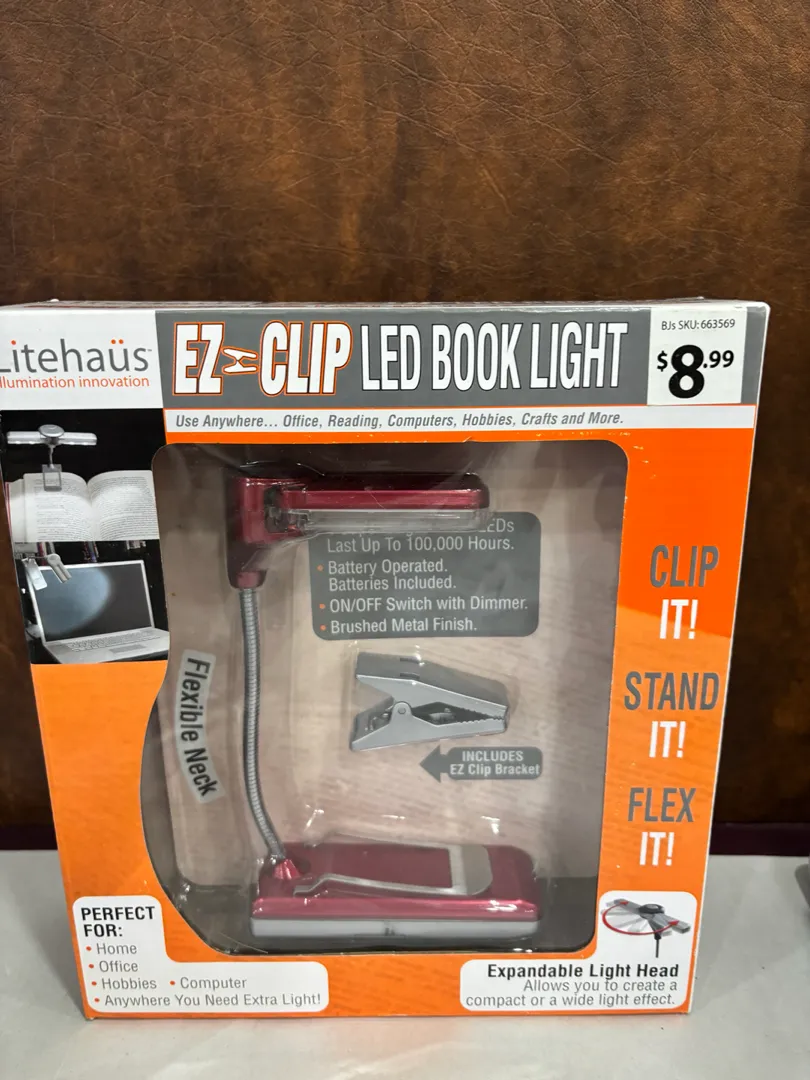 Litehaüs™
illumination innovation
EZ CLIP LED BOOK LIGHT
BJs SKU: 663569
$8.99
Use Anywhere... Office, Reading, Computers, Hobbies, Crafts and More.
LEDs
Last Up To 100,000 Hours.
• Battery Operated.
Batteries Included.
• ON/OFF Switch with Dimmer.
• Brushed Metal Finish.
CLIP
IT!
STAND
IT!
FLEX
IT!
Flexible Neck
INCLUDES
EZ Clip Bracket
PERFECT
FOR:
• Home
• Office
• Hobbies • Computer
• Anywhere You Need Extra Light!
Expandable Light Head
Allows you to create a
compact or a wide light effect.